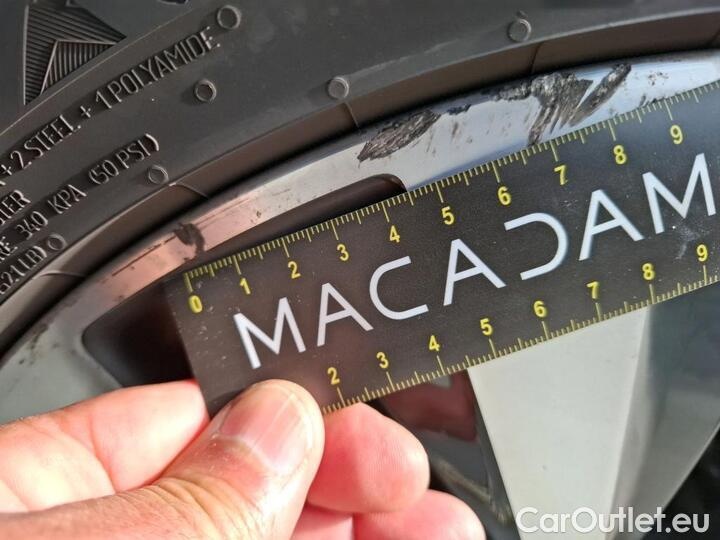 + 2 STEEL + 1 POLYAMIDE
340 KPA (50 PSI)
0 1 2 3 4 5 6 7 8 9
MACADAM
2 3 4 5 6 7 8 9
CarOutlet.eu